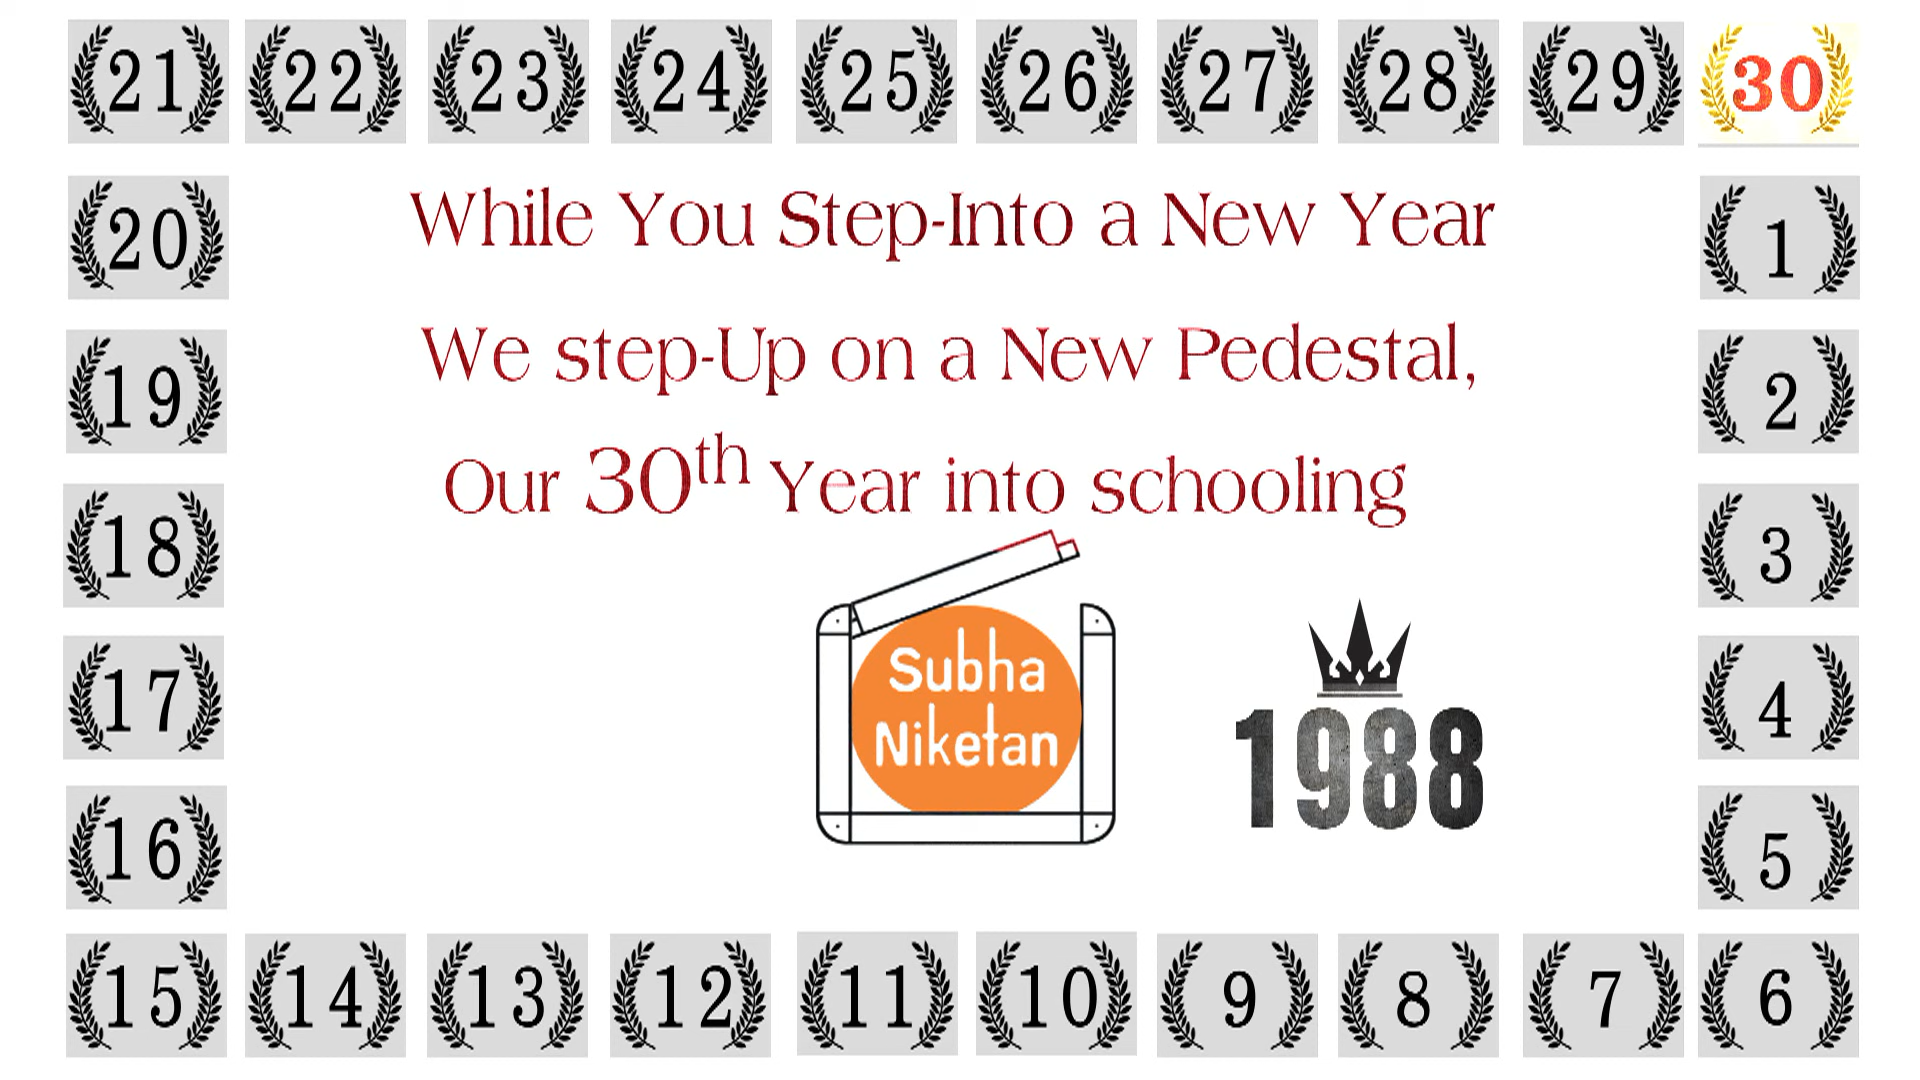 21 22 23 24 25 26 27 28 29 30
20
While You Step-Into a New Year
1
We step-Up on a New Pedestal,
19
2
Our 30th Year into schooling
18
3
Subha
Niketan
17
4
1988
16
5
15 14 13 12 11 10 9 8 7 6